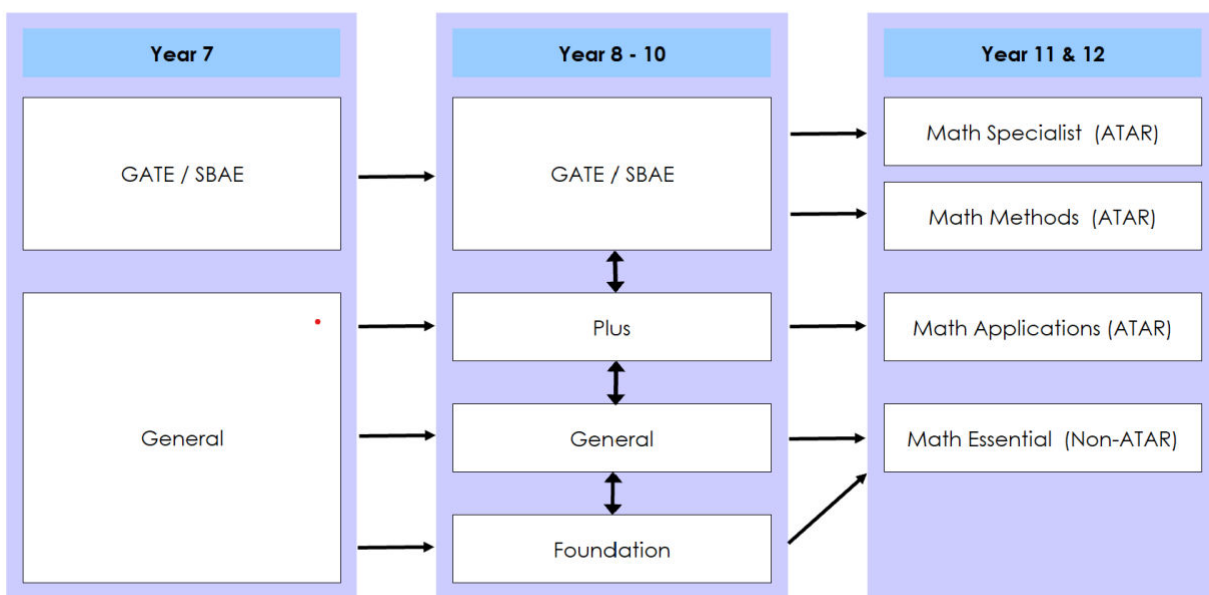 Year 7
GATE / SBAE
General
Year 8 - 10
GATE / SBAE
Plus
General
Foundation
Year 11 & 12
Math Specialist (ATAR)
Math Methods (ATAR)
Math Applications (ATAR)
Math Essential (Non-ATAR)